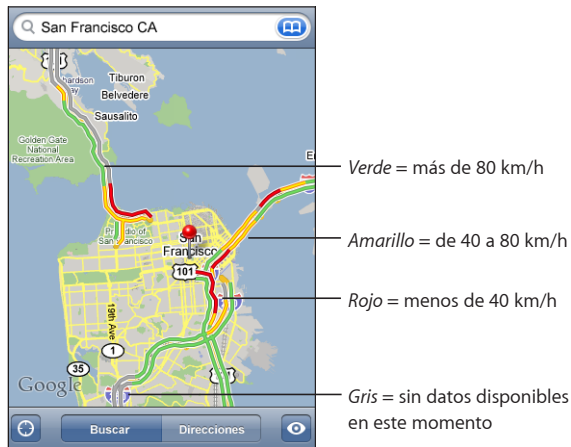 San Francisco CA
Tiburon
Belvedere
Sausalito
Golden Gate
National
Recreation Area
San
Francisco
101
19th Ave
1
35
Google
Buscar
Direcciones
Verde = más de 80 km/h
Amarillo = de 40 a 80 km/h
Rojo = menos de 40 km/h
Gris = sin datos disponibles
en este momento